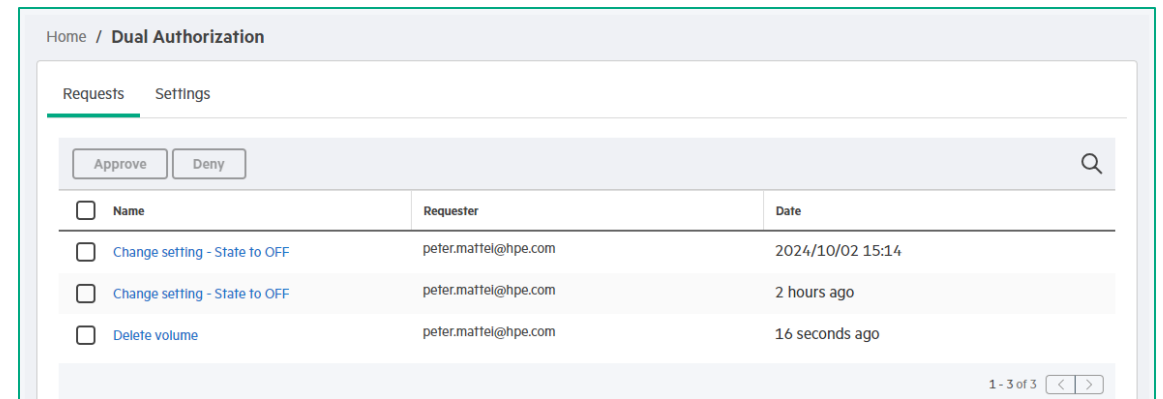 Home / Dual Authorization
Requests Settings
Approve Deny
Name Requester Date
Change setting - State to OFF peter.mattei@hpe.com 2024/10/02 15:14
Change setting - State to OFF peter.mattei@hpe.com 2 hours ago
Delete volume peter.mattei@hpe.com 16 seconds ago
1 - 3 of 3 < >